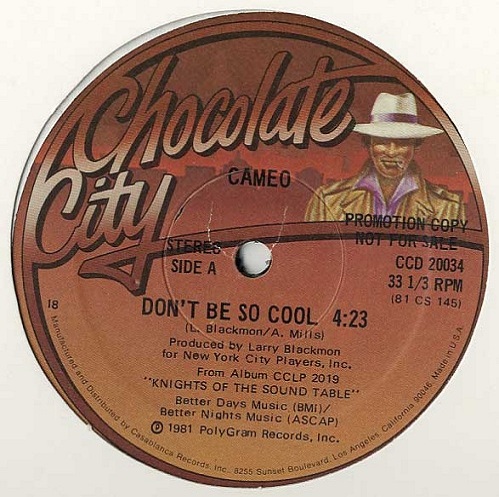 Chocolate
City
CAMEO
PROMOTION COPY
NOT FOR SALE
STEREO
SIDE A
CCD 20034
33 1/3 RPM
(81 CS 145)
18
DON'T BE SO COOL 4:23
(L. Blackmon/A. Mills)
Produced by Larry Blackmon
for New York City Players, Inc.
From Album CCLP 2019
"KNIGHTS OF THE SOUND TABLE"
Better Days Music (BMI)/
Better Nights Music (ASCAP)
℗ 1981 PolyGram Records, Inc.
Manufactured and Distributed by Casablanca Records, Inc., 8255 Sunset Boulevard, Los Angeles, California 90046, Made in U.S.A.